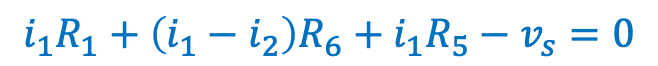 i₁R₁ + (i₁ − i₂)R₆ + i₁R₅ − vₛ = 0